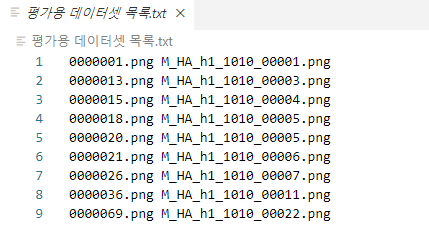 평가용 데이터셋 목록.txt ×
평가용 데이터셋 목록.txt
1 0000001.png M_HA_h1_1010_00001.png
2 0000013.png M_HA_h1_1010_00003.png
3 0000015.png M_HA_h1_1010_00004.png
4 0000018.png M_HA_h1_1010_00005.png
5 0000020.png M_HA_h1_1010_00005.png
6 0000021.png M_HA_h1_1010_00006.png
7 0000026.png M_HA_h1_1010_00007.png
8 0000036.png M_HA_h1_1010_00011.png
9 0000069.png M_HA_h1_1010_00022.png